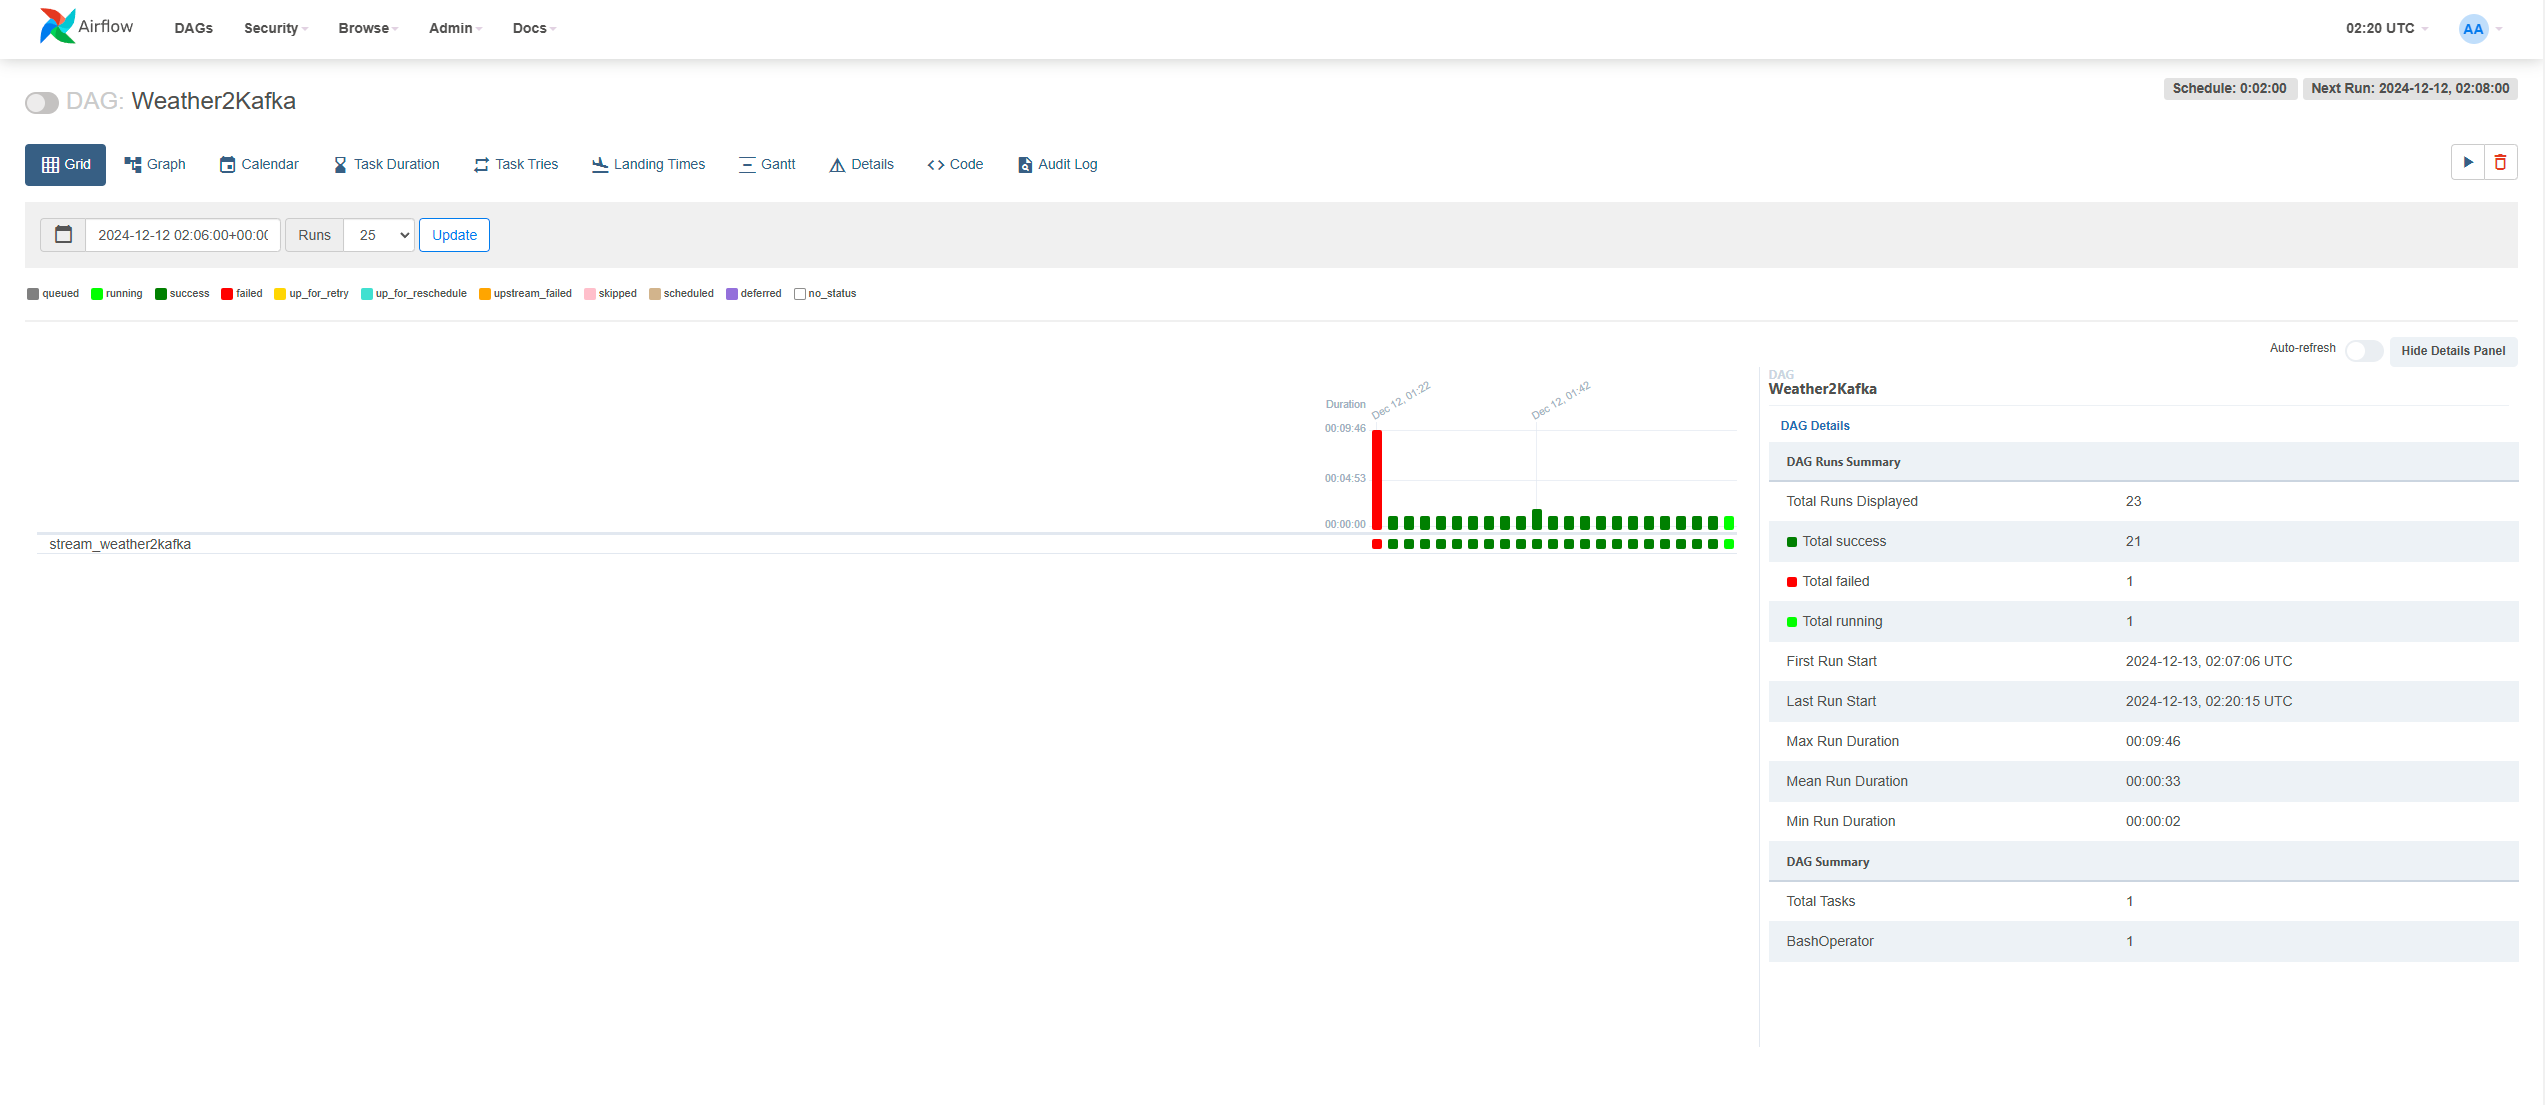 Airflow DAGs Security Browse Admin Docs 02:20 UTC AA
DAG: Weather2Kafka Schedule: 0:02:00 Next Run: 2024-12-12, 02:08:00
Grid Graph Calendar Task Duration Task Tries Landing Times Gantt Details Code Audit Log
2024-12-12 02:06:00+00:00 Runs 25 Update
queued running success failed up_for_retry up_for_reschedule upstream_failed skipped scheduled deferred no_status
Auto-refresh Hide Details Panel
Dec 12, 01:22 Dec 12, 01:42
Duration
00:09:46
00:04:53
00:00:00
stream_weather2kafka
DAG
Weather2Kafka
DAG Details
DAG Runs Summary
Total Runs Displayed 23
Total success 21
Total failed 1
Total running 1
First Run Start 2024-12-13, 02:07:06 UTC
Last Run Start 2024-12-13, 02:20:15 UTC
Max Run Duration 00:09:46
Mean Run Duration 00:00:33
Min Run Duration 00:00:02
DAG Summary
Total Tasks 1
BashOperator 1